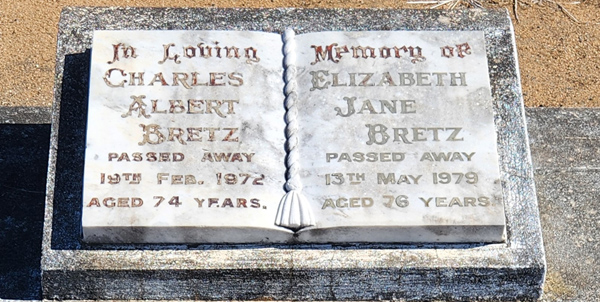 In Loving
CHARLES
ALBERT
BRETZ
PASSED AWAY
19TH FEB. 1972
AGED 74 YEARS.
Memory of
ELIZABETH
JANE
BRETZ
PASSED AWAY
13TH MAY 1979
AGED 76 YEARS.